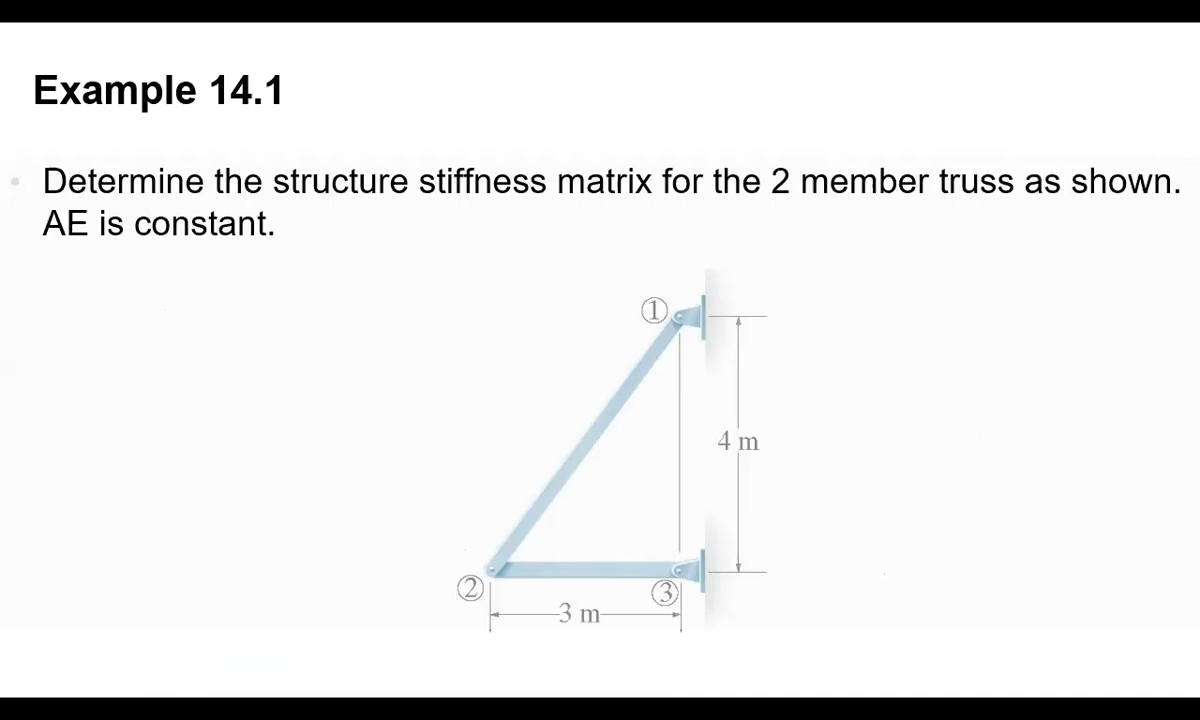 Example 14.1
• Determine the structure stiffness matrix for the 2 member truss as shown.
AE is constant.
①
4 m
②
③
3 m